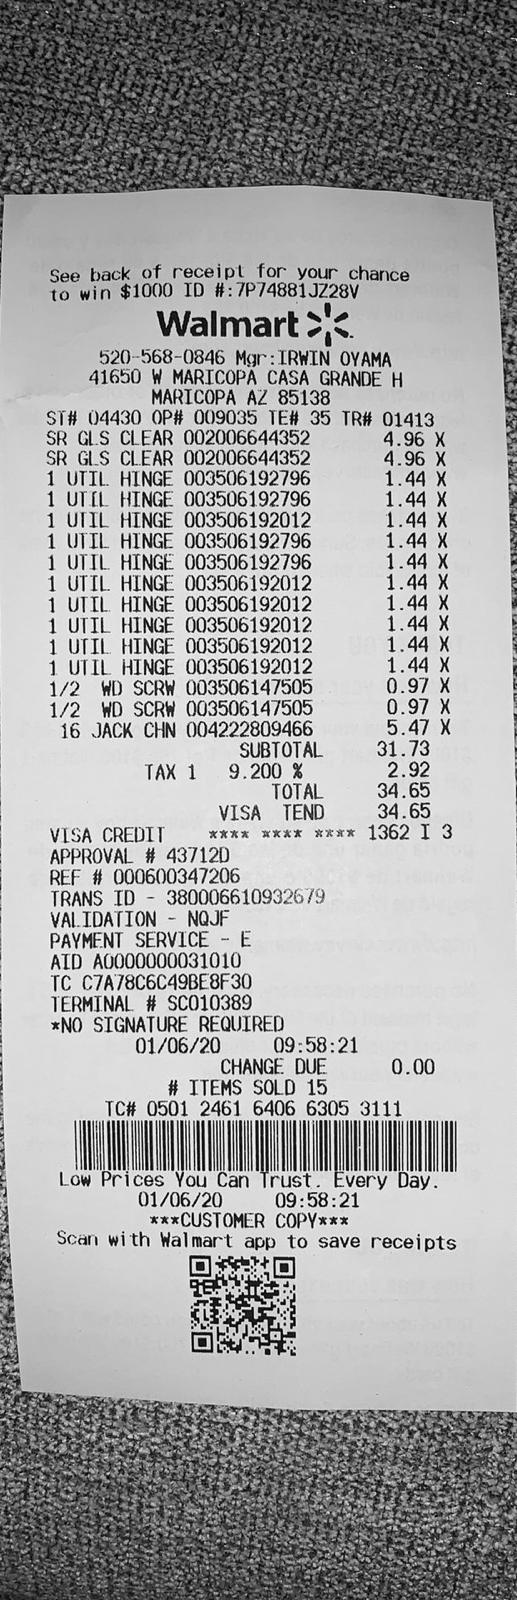 See back of receipt for your chance
to win $1000 ID #:7P74881JZ28V
Walmart
520-568-0846 Mgr:IRWIN OYAMA
41650 W MARICOPA CASA GRANDE H
MARICOPA AZ 85138
ST# 04430 OP# 009035 TE# 35 TR# 01413
SR GLS CLEAR 002006644352 4.96 X
SR GLS CLEAR 002006644352 4.96 X
1 UTIL HINGE 003506192796 1.44 X
1 UTIL HINGE 003506192796 1.44 X
1 UTIL HINGE 003506192012 1.44 X
1 UTIL HINGE 003506192796 1.44 X
1 UTIL HINGE 003506192796 1.44 X
1 UTIL HINGE 003506192012 1.44 X
1 UTIL HINGE 003506192012 1.44 X
1 UTIL HINGE 003506192012 1.44 X
1 UTIL HINGE 003506192012 1.44 X
1 UTIL HINGE 003506192012 1.44 X
1/2 WD SCRW 003506147505 0.97 X
1/2 WD SCRW 003506147505 0.97 X
16 JACK CHN 004222809466 5.47 X
SUBTOTAL 31.73
TAX 1 9.200 % 2.92
TOTAL 34.65
VISA TEND 34.65
VISA CREDIT **** **** **** 1362 I 3
APPROVAL # 43712D
REF # 000600347206
TRANS ID - 380006610932679
VALIDATION - NQJF
PAYMENT SERVICE - E
AID A0000000031010
TC C7A78C6C49BE8F30
TERMINAL # SC010389
*NO SIGNATURE REQUIRED
01/06/20 09:58:21
CHANGE DUE 0.00
# ITEMS SOLD 15
TC# 0501 2461 6406 6305 3111
Low Prices You Can Trust. Every Day.
01/06/20 09:58:21
***CUSTOMER COPY***
Scan with Walmart app to save receipts